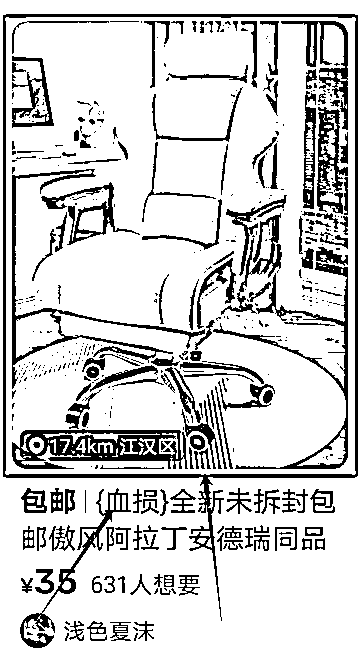 17.4km 江汉区
包邮 | {血损}全新未拆封包
邮傲风阿拉丁安德瑞同品
¥35 631人想要
浅色夏沫